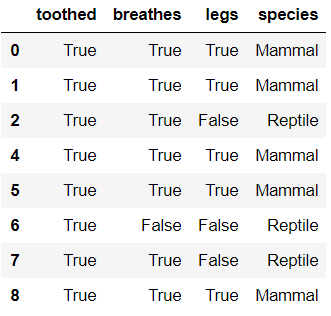 toothed breathes legs species
0 True True True Mammal
1 True True True Mammal
2 True True False Reptile
4 True True True Mammal
5 True True True Mammal
6 True False False Reptile
7 True True False Reptile
8 True True True Mammal